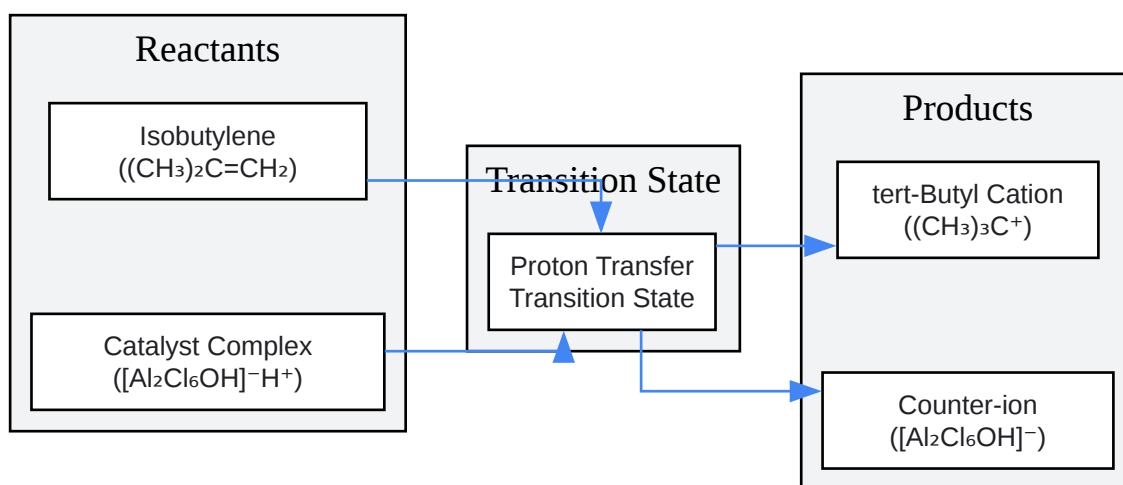 Reactants
Isobutylene
((CH₃)₂C=CH₂)
Catalyst Complex
([Al₂Cl₆OH]⁻H⁺)
Transition State
Proton Transfer
Transition State
Products
tert-Butyl Cation
((CH₃)₃C⁺)
Counter-ion
([Al₂Cl₆OH]⁻)